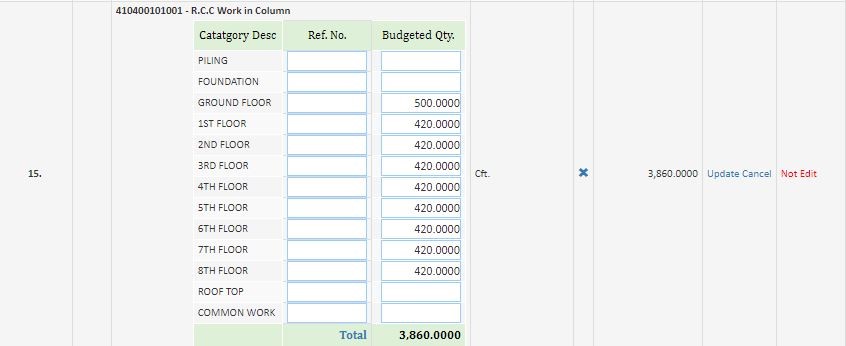 410400101001 - R.C.C Work in Column
Catatgory Desc Ref. No. Budgeted Qty.
PILING
FOUNDATION
GROUND FLOOR 500.0000
1ST FLOOR 420.0000
2ND FLOOR 420.0000
3RD FLOOR 420.0000
15. Cft. 3,860.0000 Update Cancel Not Edit
4TH FLOOR 420.0000
5TH FLOOR 420.0000
6TH FLOOR 420.0000
7TH FLOOR 420.0000
8TH FLOOR 420.0000
ROOF TOP
COMMON WORK
Total 3,860.0000